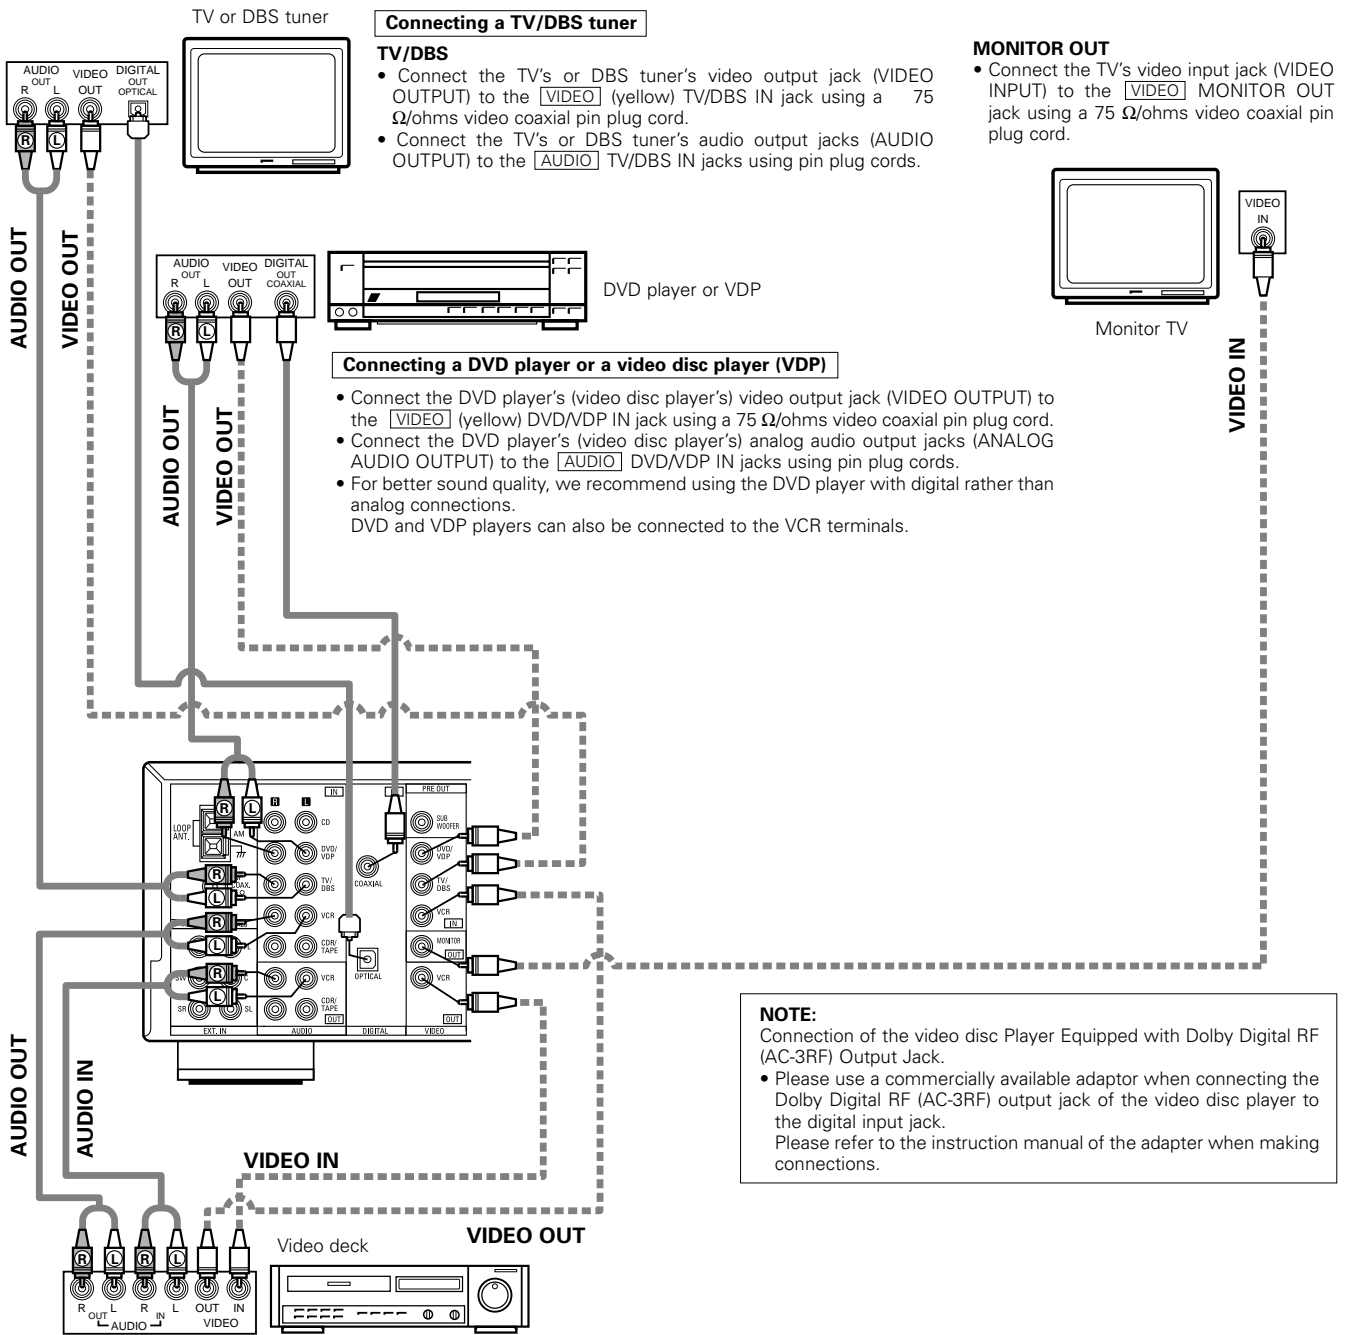 TV or DBS tuner
AUDIO OUT R L
VIDEO OUT
DIGITAL OUT OPTICAL
R L
AUDIO OUT
VIDEO OUT
Connecting a TV/DBS tuner
TV/DBS
• Connect the TV's or DBS tuner's video output jack (VIDEO
OUTPUT) to the VIDEO (yellow) TV/DBS IN jack using a 75
Ω/ohms video coaxial pin plug cord.
• Connect the TV's or DBS tuner's audio output jacks (AUDIO
OUTPUT) to the AUDIO TV/DBS IN jacks using pin plug cords.
MONITOR OUT
• Connect the TV's video input jack (VIDEO
INPUT) to the VIDEO MONITOR OUT
jack using a 75 Ω/ohms video coaxial pin
plug cord.
VIDEO IN
Monitor TV
VIDEO IN
AUDIO OUT R L
VIDEO OUT
DIGITAL OUT COAXIAL
R L
AUDIO OUT
VIDEO OUT
DVD player or VDP
Connecting a DVD player or a video disc player (VDP)
• Connect the DVD player's (video disc player's) video output jack (VIDEO OUTPUT) to
the VIDEO (yellow) DVD/VDP IN jack using a 75 Ω/ohms video coaxial pin plug cord.
• Connect the DVD player's (video disc player's) analog audio output jacks (ANALOG
AUDIO OUTPUT) to the AUDIO DVD/VDP IN jacks using pin plug cords.
• For better sound quality, we recommend using the DVD player with digital rather than
analog connections.
DVD and VDP players can also be connected to the VCR terminals.
R L
LOOP ANT.
AM
COAX.
R L
R L
R L
SW C
SR SL
EXT. IN
R L IN
CD
DVD/ VDP
TV/ DBS
VCR
CDR/ TAPE
VCR
CDR/ TAPE
OUT
AUDIO
COAXIAL
OPTICAL
DIGITAL
PRE OUT
SUB WOOFER
DVD/ VDP
TV/ DBS
VCR
IN
MONITOR
OUT
VCR
OUT
VIDEO
NOTE:
Connection of the video disc Player Equipped with Dolby Digital RF
(AC-3RF) Output Jack.
• Please use a commercially available adaptor when connecting the
Dolby Digital RF (AC-3RF) output jack of the video disc player to
the digital input jack.
Please refer to the instruction manual of the adapter when making
connections.
AUDIO OUT
AUDIO IN
VIDEO IN
VIDEO OUT
Video deck
R L R L
R L R L OUT IN
OUT IN
AUDIO VIDEO